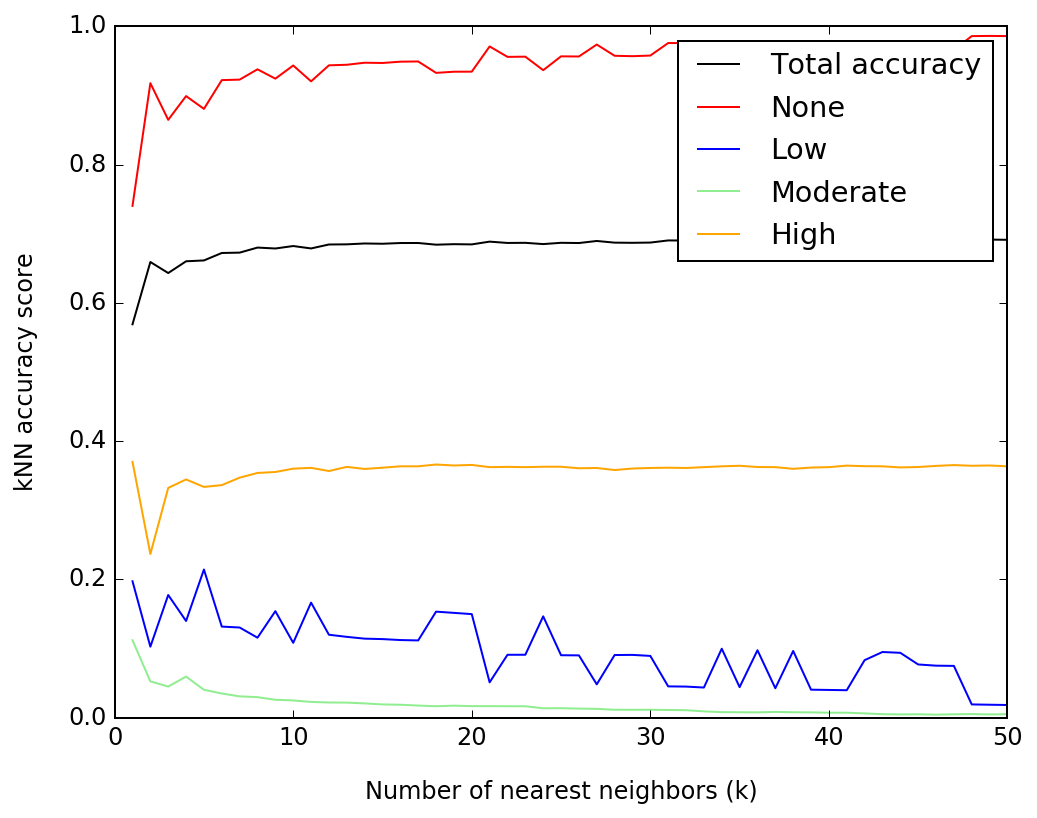 1.0
0.8
0.6
0.4
0.2
0.0
kNN accuracy score
Total accuracy
None
Low
Moderate
High
0 10 20 30 40 50
Number of nearest neighbors (k)